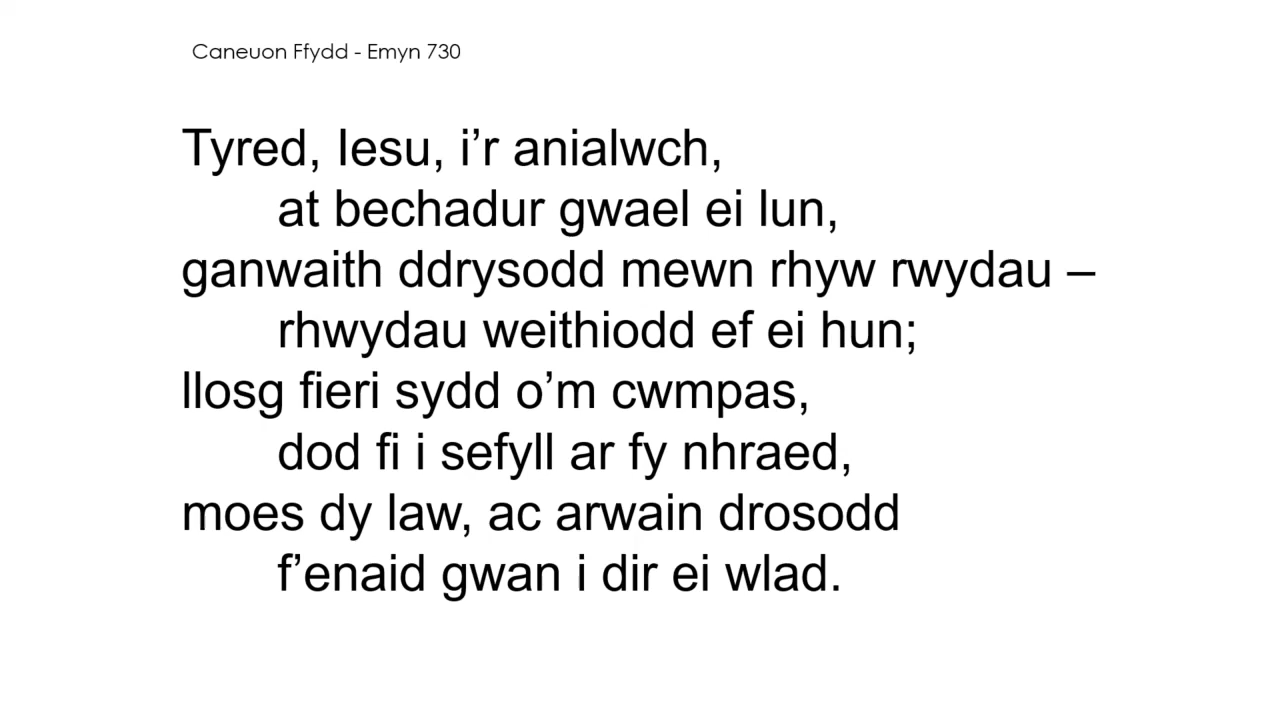 Caneuon Ffydd - Emyn 730
Tyred, Iesu, i’r anialwch,
at bechadur gwael ei lun,
ganwaith ddrysodd mewn rhyw rwydau –
rhwydau weithiodd ef ei hun;
llosg fieri sydd o’m cwmpas,
dod fi i sefyll ar fy nhraed,
moes dy law, ac arwain drosodd
f’enaid gwan i dir ei wlad.